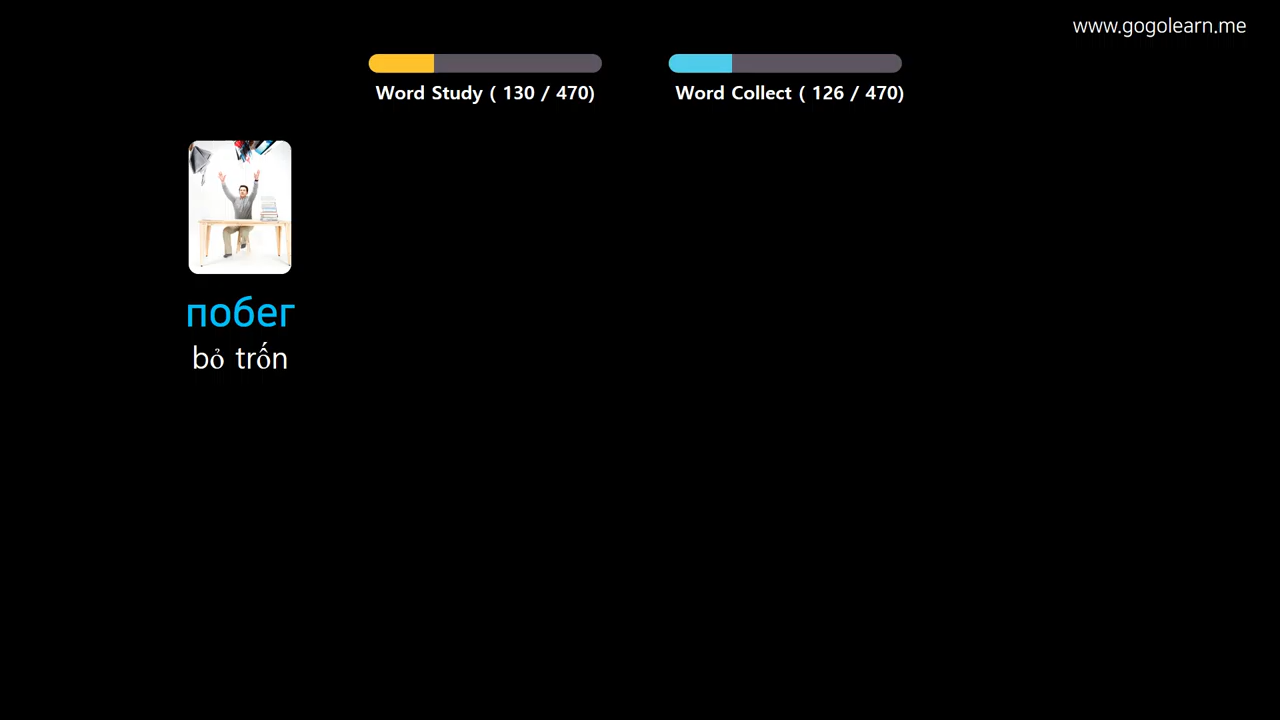 www.gogolearn.me
Word Study ( 130 / 470)
Word Collect ( 126 / 470)
побег
bỏ trốn